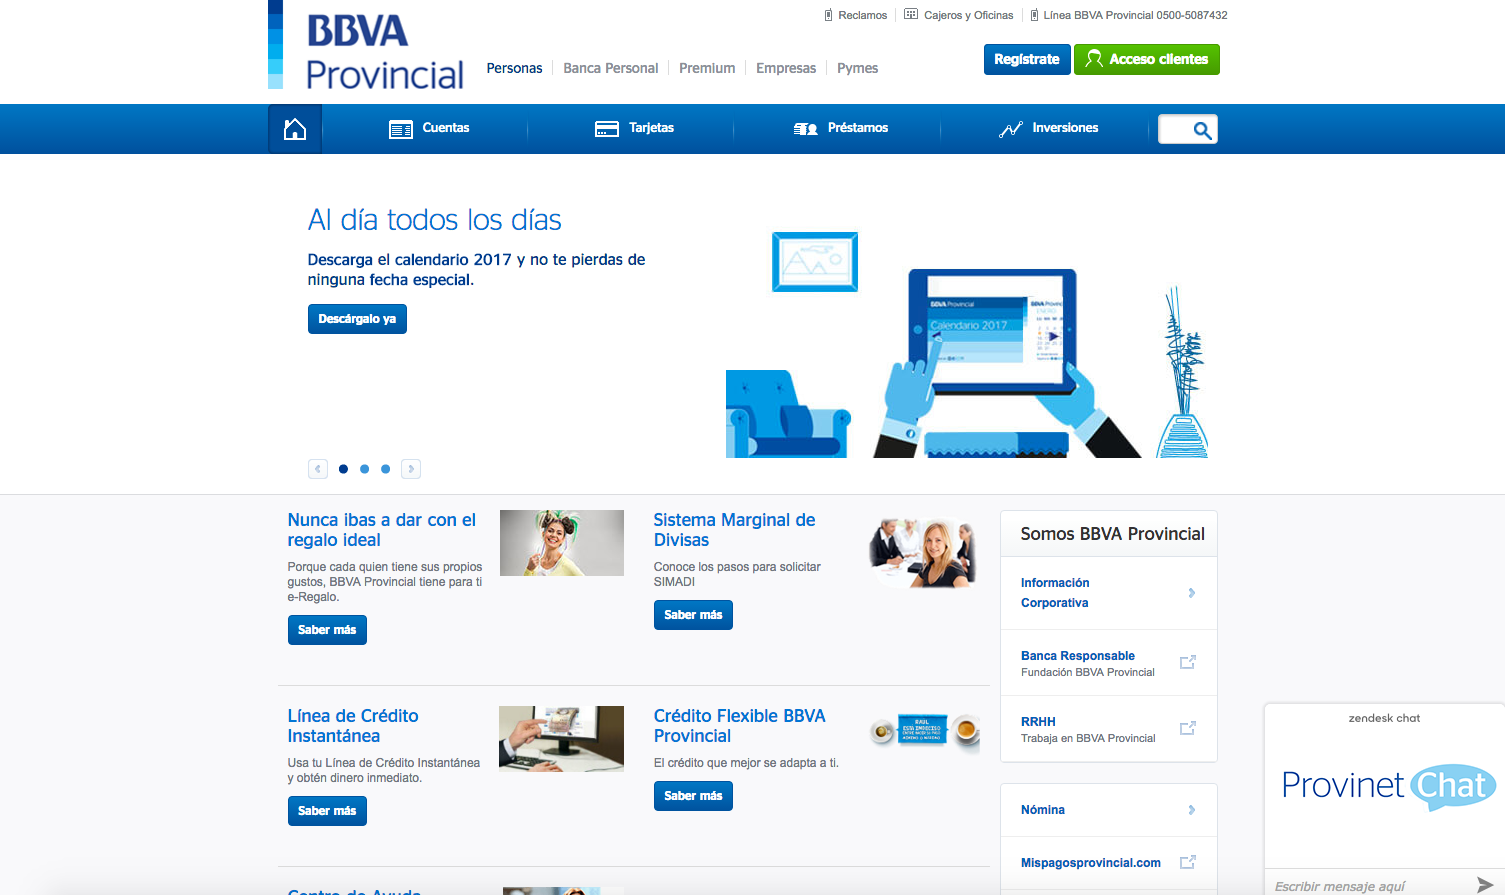 BBVA
Provincial
Reclamos
Cajeros y Oficinas
Línea BBVA Provincial 0500-5087432
Personas
Banca Personal
Premium
Empresas
Pymes
Regístrate
Acceso clientes
Cuentas
Tarjetas
Préstamos
Inversiones
Al día todos los días
Descarga el calendario 2017 y no te pierdas de
ninguna fecha especial.
Descárgalo ya
BBVA Provincial
Calendario 2017
Nunca ibas a dar con el
regalo ideal
Porque cada quien tiene sus propios
gustos, BBVA Provincial tiene para ti
e-Regalo.
Saber más
Sistema Marginal de
Divisas
Conoce los pasos para solicitar
SIMADI
Saber más
Línea de Crédito
Instantánea
Usa tu Línea de Crédito Instantánea
y obtén dinero inmediato.
Saber más
Crédito Flexible BBVA
Provincial
El crédito que mejor se adapta a ti.
Saber más
Somos BBVA Provincial
Información
Corporativa
Banca Responsable
Fundación BBVA Provincial
RRHH
Trabaja en BBVA Provincial
Nómina
Mispagosprovincial.com
zendesk chat
Provinet Chat
Escribir mensaje aquí